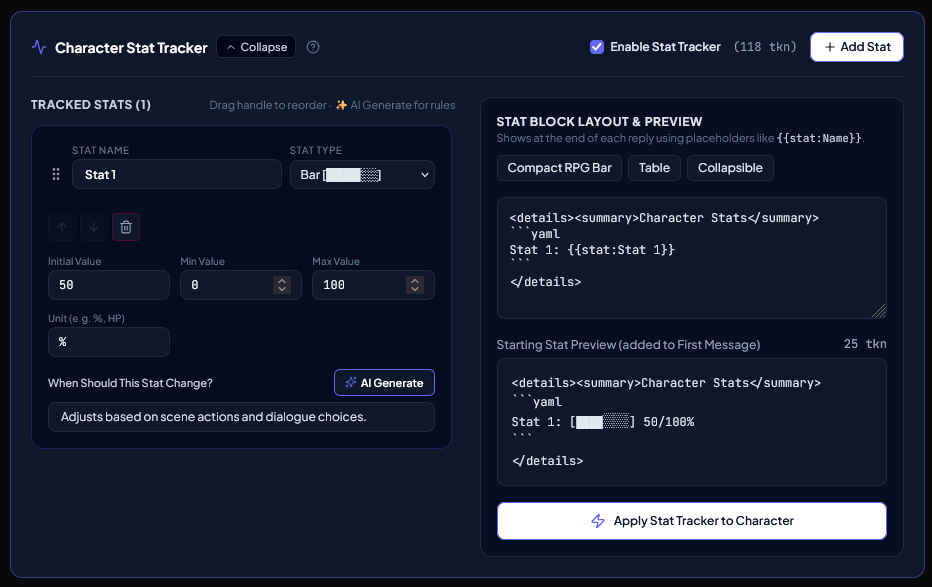 Character Stat Tracker
Collapse
Enable Stat Tracker (118 tkn)
+ Add Stat
TRACKED STATS (1)
Drag handle to reorder · ✨ AI Generate for rules
STAT NAME
Stat 1
STAT TYPE
Bar [█████░░░]
↑ ↓
Initial Value
50
Min Value
0
Max Value
100
Unit (e.g. %, HP)
%
When Should This Stat Change?
AI Generate
Adjusts based on scene actions and dialogue choices.
STAT BLOCK LAYOUT & PREVIEW
Shows at the end of each reply using placeholders like {{stat:Name}}.
Compact RPG Bar
Table
Collapsible
<details><summary>Character Stats</summary>
```yaml
Stat 1: {{stat:Stat 1}}
```
</details>
Starting Stat Preview (added to First Message)
25 tkn
<details><summary>Character Stats</summary>
```yaml
Stat 1: [████░░░░] 50/100%
```
</details>
Apply Stat Tracker to Character